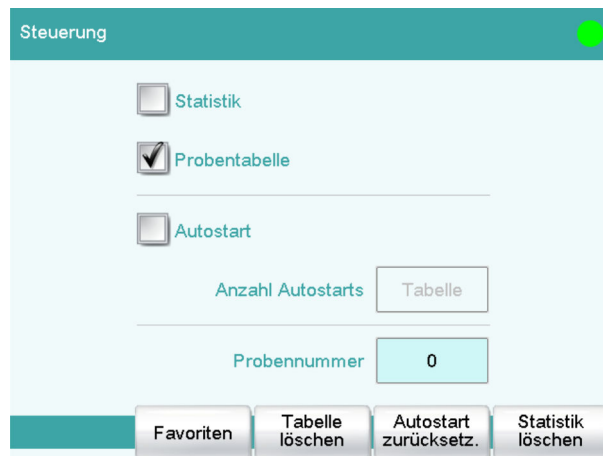 Steuerung
Statistik
Probentabelle
Autostart
Anzahl Autostarts Tabelle
Probennummer 0
Favoriten
Tabelle
löschen
Autostart
zurücksetz.
Statistik
löschen